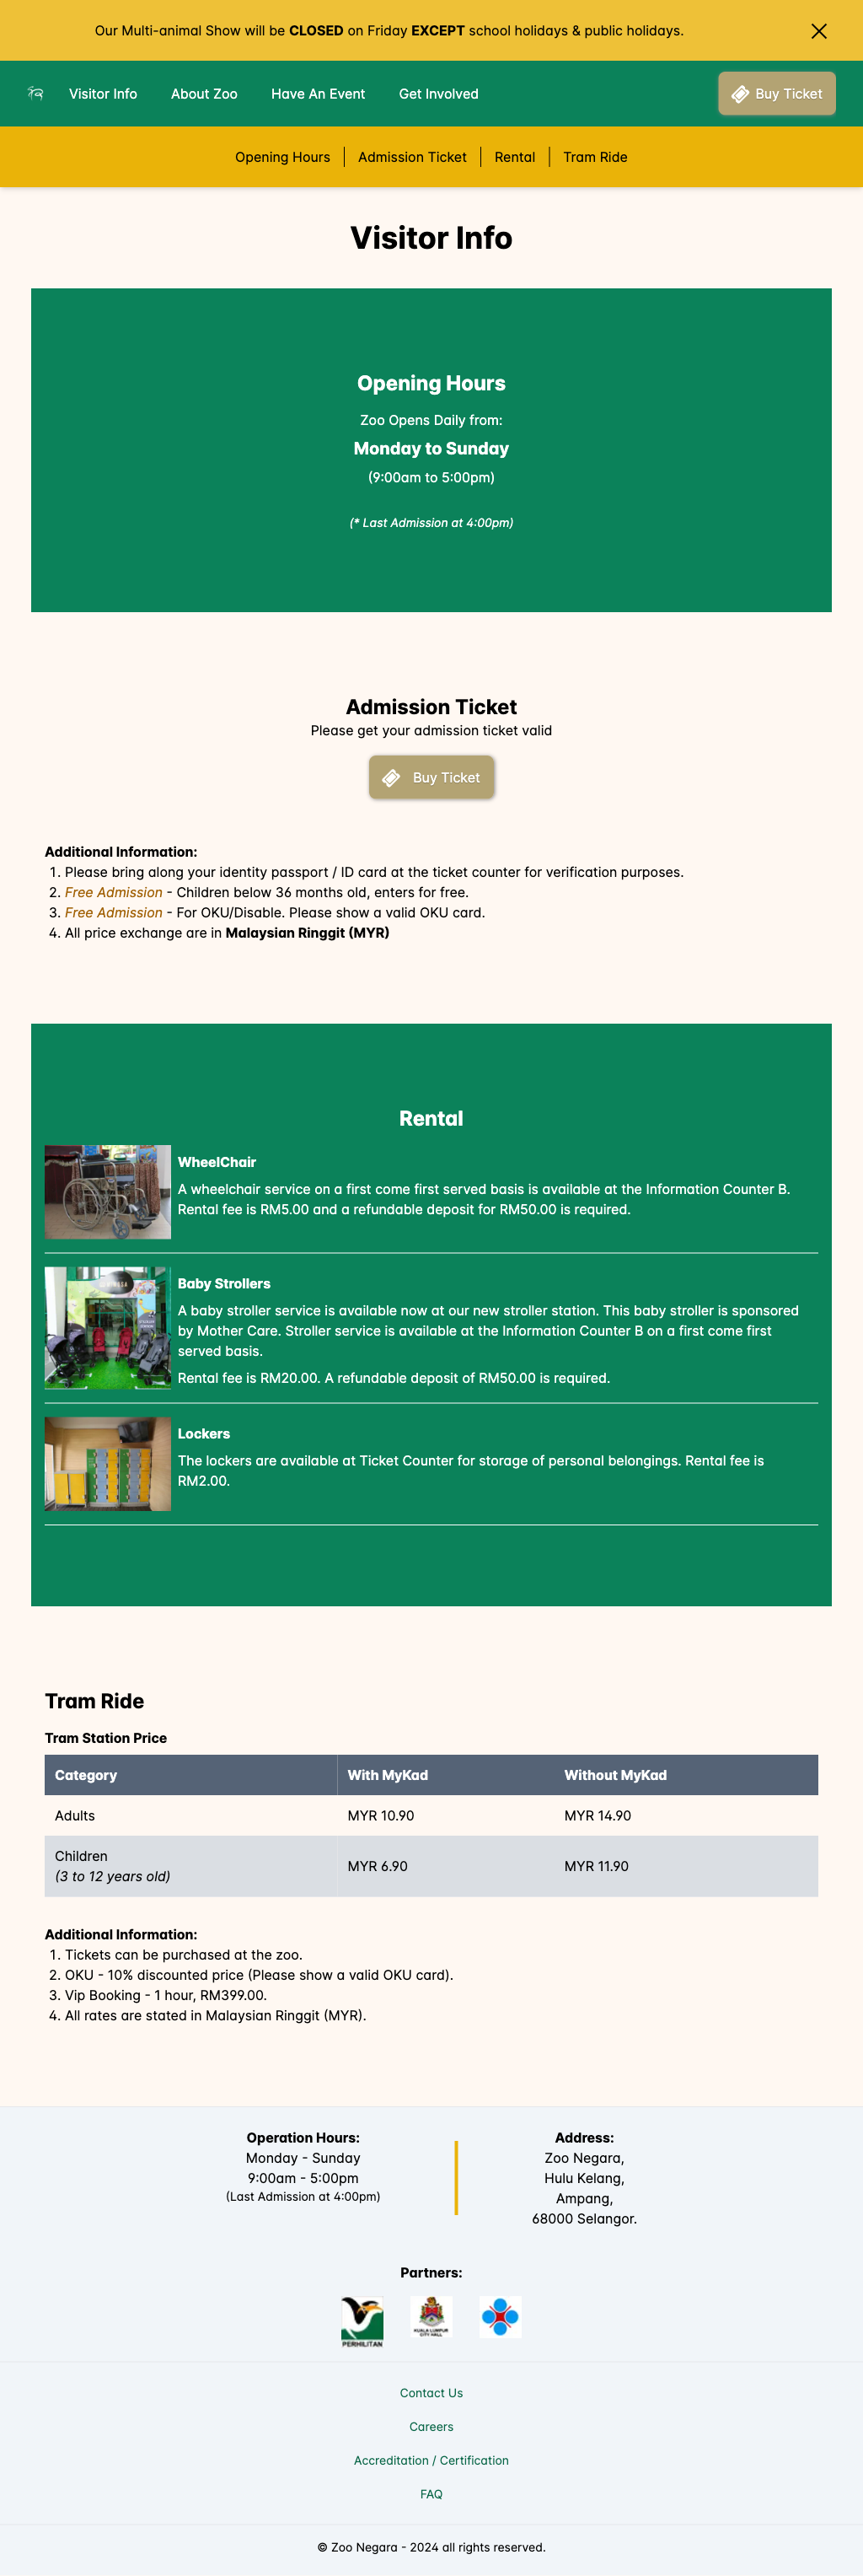 Our Multi-animal Show will be CLOSED on Friday EXCEPT school holidays & public holidays.
Visitor Info
About Zoo
Have An Event
Get Involved
Buy Ticket
Opening Hours
Admission Ticket
Rental
Tram Ride
Visitor Info
Opening Hours
Zoo Opens Daily from:
Monday to Sunday
(9:00am to 5:00pm)
(* Last Admission at 4:00pm)
Admission Ticket
Please get your admission ticket valid
Buy Ticket
Additional Information:
1. Please bring along your identity passport / ID card at the ticket counter for verification purposes.
2. Free Admission - Children below 36 months old, enters for free.
3. Free Admission - For OKU/Disable. Please show a valid OKU card.
4. All price exchange are in Malaysian Ringgit (MYR)
Rental
WheelChair
A wheelchair service on a first come first served basis is available at the Information Counter B.
Rental fee is RM5.00 and a refundable deposit for RM50.00 is required.
Baby Strollers
A baby stroller service is available now at our new stroller station. This baby stroller is sponsored
by Mother Care. Stroller service is available at the Information Counter B on a first come first
served basis.
Rental fee is RM20.00. A refundable deposit of RM50.00 is required.
Lockers
The lockers are available at Ticket Counter for storage of personal belongings. Rental fee is
RM2.00.
Tram Ride
Tram Station Price
Category With MyKad Without MyKad
Adults MYR 10.90 MYR 14.90
Children
(3 to 12 years old) MYR 6.90 MYR 11.90
Additional Information:
1. Tickets can be purchased at the zoo.
2. OKU - 10% discounted price (Please show a valid OKU card).
3. Vip Booking - 1 hour, RM399.00.
4. All rates are stated in Malaysian Ringgit (MYR).
Operation Hours:
Monday - Sunday
9:00am - 5:00pm
(Last Admission at 4:00pm)
Address:
Zoo Negara,
Hulu Kelang,
Ampang,
68000 Selangor.
Partners:
PERHILITAN
KUALA LUMPUR
CITY HALL
Contact Us
Careers
Accreditation / Certification
FAQ
© Zoo Negara - 2024 all rights reserved.